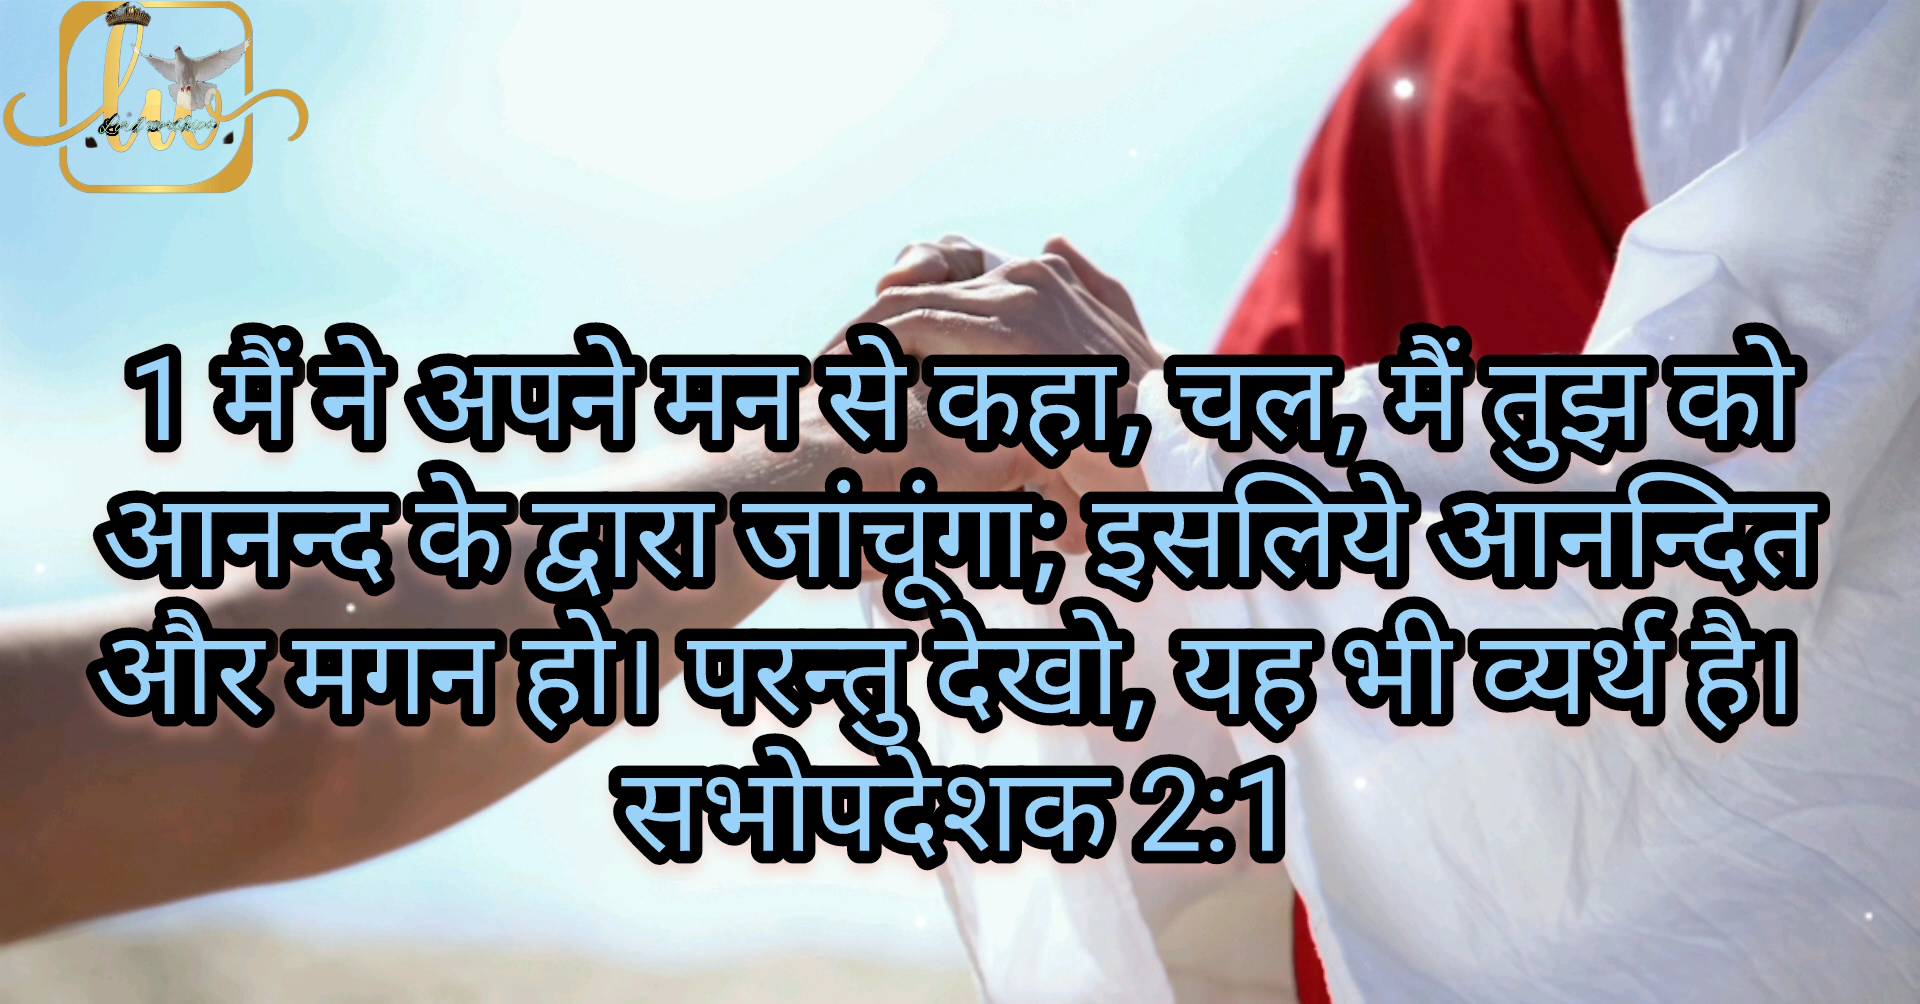 1 मैं ने अपने मन से कहा, चल, मैं तुझ को
आनन्द के द्वारा जांचूंगा; इसलिये आनन्दित
और मगन हो। परन्तु देखो, यह भी व्यर्थ है।
सभोपदेशक 2:1